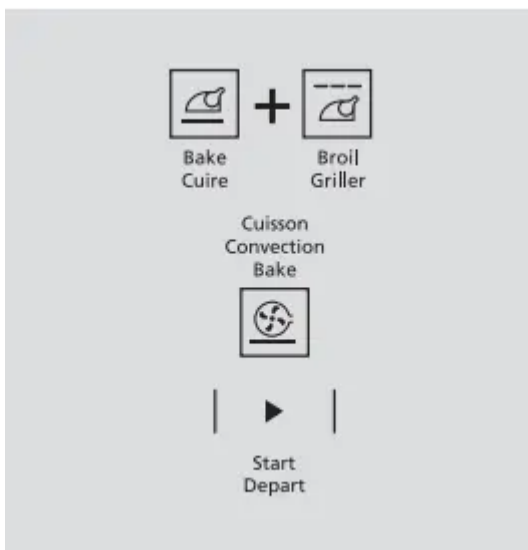 Bake
Cuire
Broil
Griller
Cuisson
Convection
Bake
Start
Depart